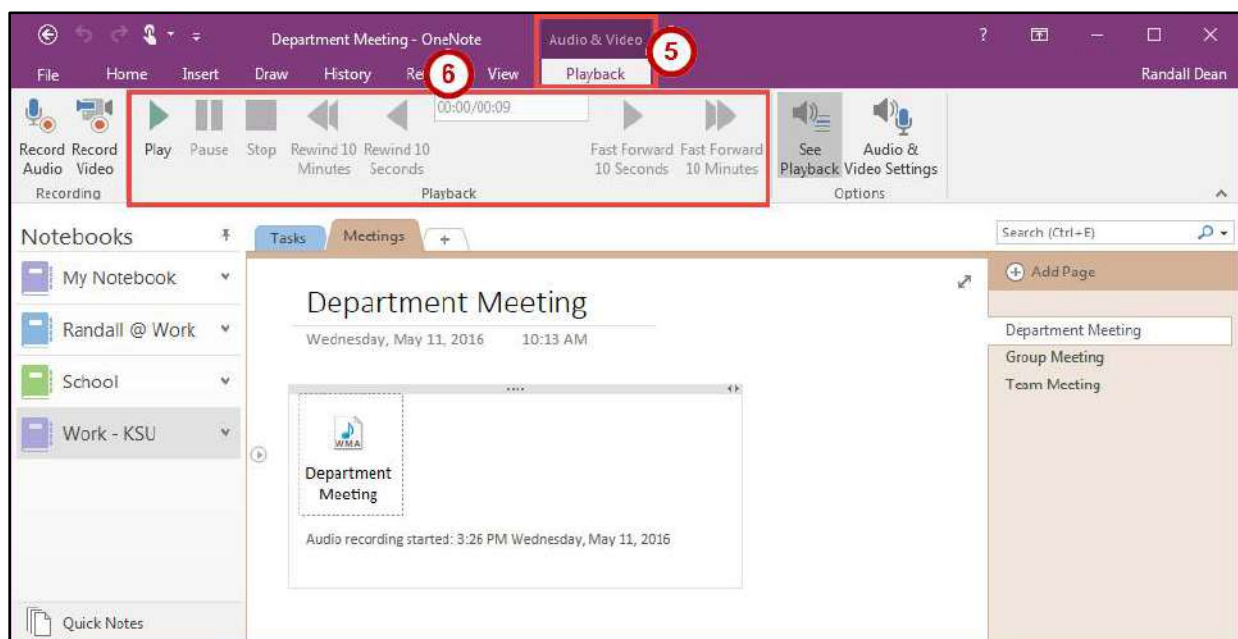 Department Meeting - OneNote
Audio & Video
5
?
File
Home
Insert
Draw
History
Re
6
View
Playback
Randall Dean
Record Audio
Record Video
Recording
Play
Pause
Stop
Rewind 10 Minutes
Rewind 10 Seconds
00:00/00:09
Fast Forward 10 Seconds
Fast Forward 10 Minutes
Playback
See Playback
Audio & Video Settings
Options
Notebooks
Tasks
Meetings
+
Search (Ctrl+E)
My Notebook
Randall @ Work
School
Work - KSU
Quick Notes
Department Meeting
Wednesday, May 11, 2016
10:13 AM
WMA
Department
Meeting
Audio recording started: 3:26 PM Wednesday, May 11, 2016
Add Page
Department Meeting
Group Meeting
Team Meeting